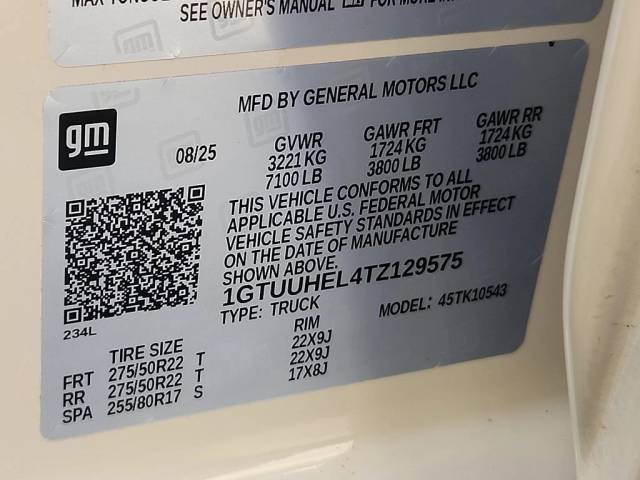 SEE OWNER'S MANUAL
FOR MORE
MFD BY GENERAL MOTORS LLC
gm
08/25
GVWR GAWR FRT GAWR RR
3221 KG 1724 KG 1724 KG
7100 LB 3800 LB 3800 LB
THIS VEHICLE CONFORMS TO ALL
APPLICABLE U.S. FEDERAL MOTOR
VEHICLE SAFETY STANDARDS IN EFFECT
ON THE DATE OF MANUFACTURE
SHOWN ABOVE.
1GTUUHEL4TZ129575
TYPE: TRUCK MODEL: 45TK10543
234L
TIRE SIZE RIM
FRT 275/50R22 T 22X9J
RR 275/50R22 T 22X9J
SPA 255/80R17 S 17X8J